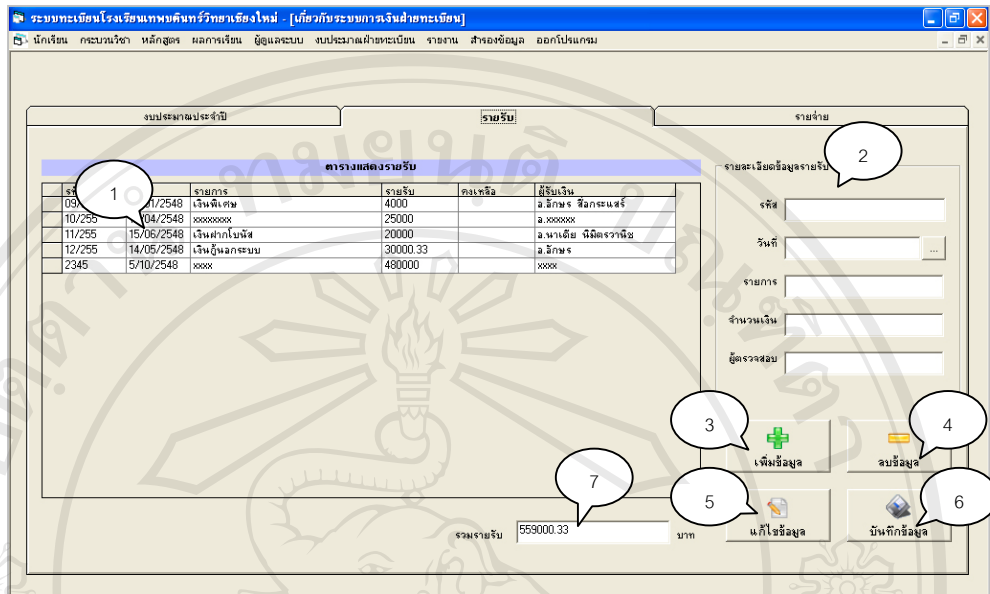 ระบบทะเบียนโรงเรียนเทพบดินทร์วิทยาเชียงใหม่ - [เกี่ยวกับระบบการเงินฝ่ายทะเบียน]
นักเรียน กระบวนวิชา หลักสูตร ผลการเรียน ผู้ดูแลระบบ งบประมาณฝ่ายทะเบียน รายงาน สำรองข้อมูล ออกโปรแกรม
งบประมาณประจำปี รายรับ รายจ่าย
ตารางแสดงรายรับ
รายการ รายรับ คงเหลือ ผู้รับเงิน
09/ 01/2548 เงินพิเศษ 4000 อ.อักษร สื่อกระแสร์
10/255 04/2548 xxxxxxxx 25000 อ.xxxxxx
11/255 15/06/2548 เงินฝากโบนัส 20000 อ.นาเดีย นิมิตรวานิช
12/255 14/05/2548 เงินกู้นอกระบบ 30000.33 อ.อักษร
2345 5/10/2548 xxxx 480000 xxxx
1
รวมรายรับ 559000.33 บาท
7
รายละเอียดข้อมูลรายรับ
2
รหัส
วันที่ ...
รายการ
จำนวนเงิน
ผู้ตรวจสอบ
3 4
เพิ่มข้อมูล ลบข้อมูล
5 6
แก้ไขข้อมูล บันทึกข้อมูล